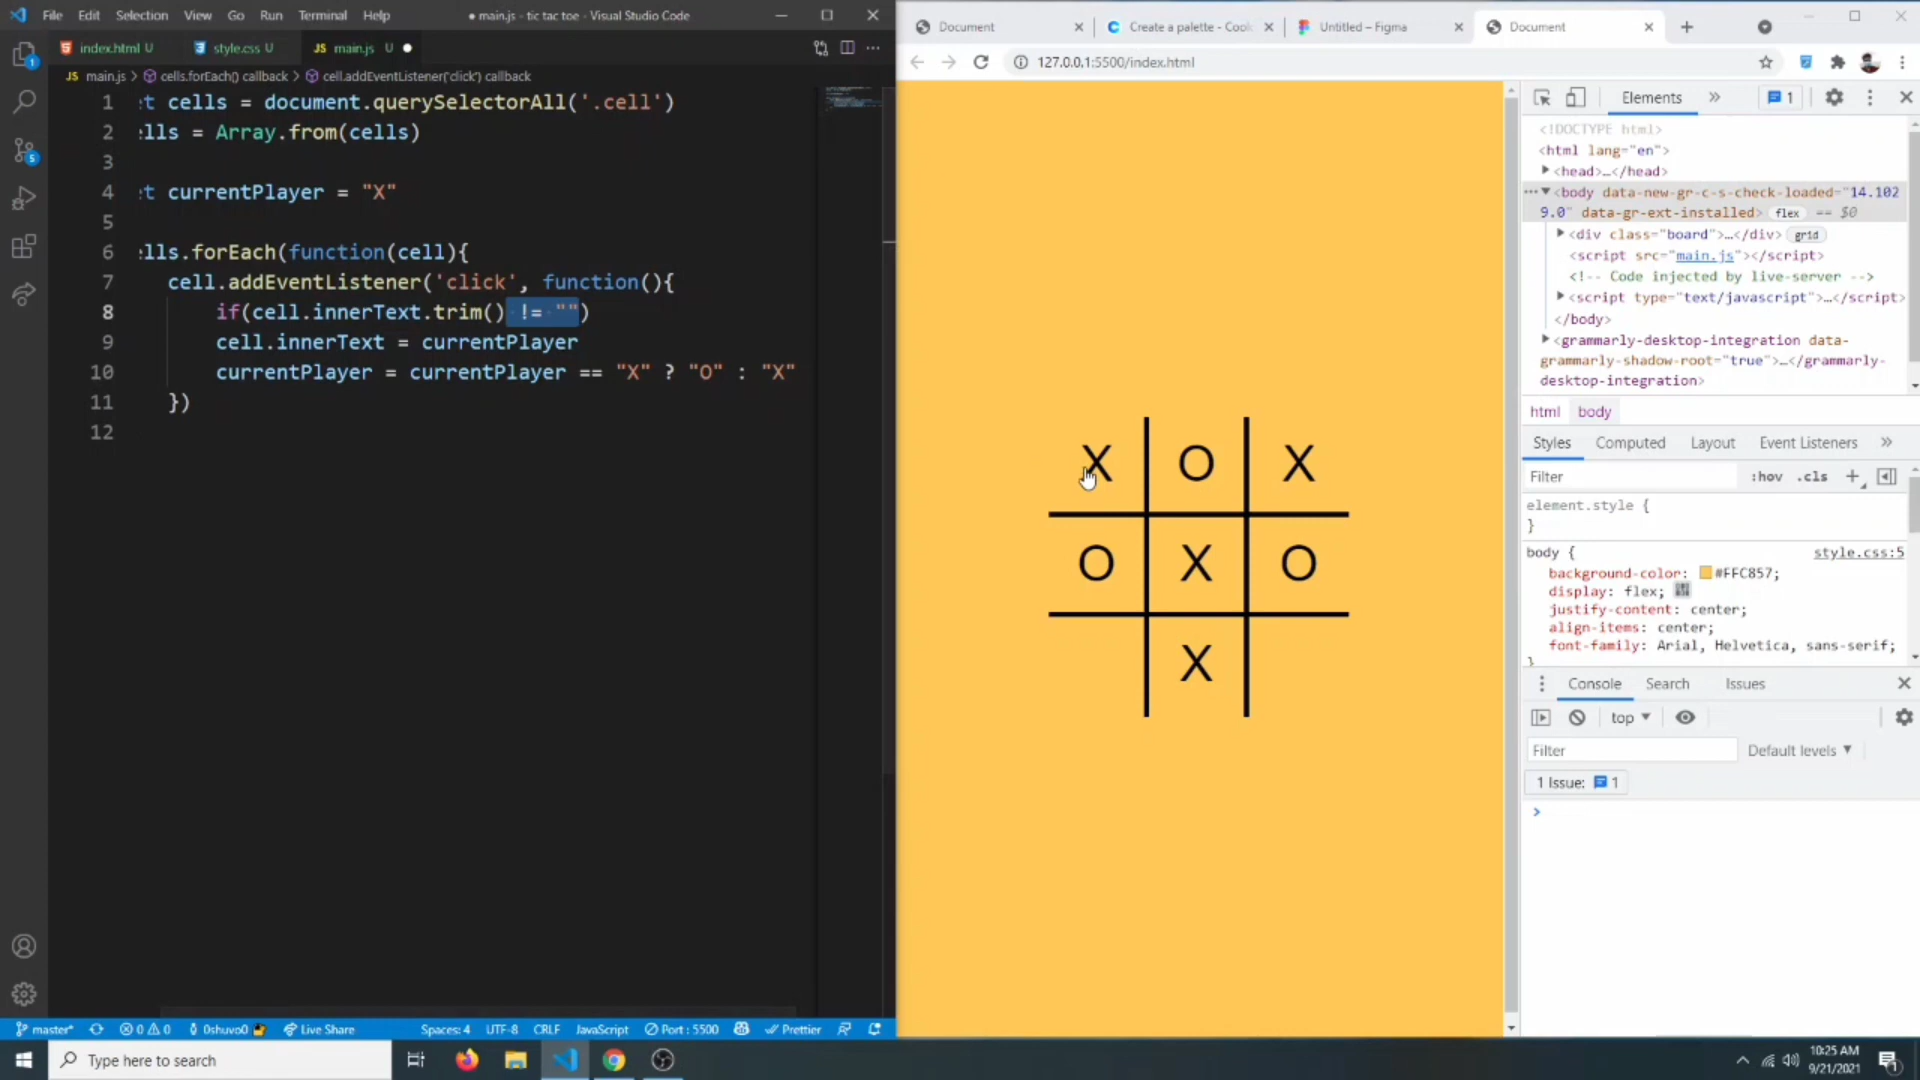 File Edit Selection View Go Run Terminal Help
● main.js - tic tac toe - Visual Studio Code
index.html U style.css U JS main.js U ●
JS main.js > cells.forEach() callback > cell.addEventListener('click') callback
1 t cells = document.querySelectorAll('.cell')
2 lls = Array.from(cells)
3
4 t currentPlayer = "X"
5
6 lls.forEach(function(cell){
7 cell.addEventListener('click', function(){
8 if(cell.innerText.trim() != "")
9 cell.innerText = currentPlayer
10 currentPlayer = currentPlayer == "X" ? "O" : "X"
11 })
12
1
5
master* 0 0 0shuvo0 Live Share Spaces: 4 UTF-8 CRLF JavaScript Port : 5500 Prettier
Document Create a palette - Coo Untitled – Figma Document
127.0.0.1:5500/index.html
X O X
O X O
X
Elements » 1
<!DOCTYPE html>
<html lang="en">
<head>…</head>
<body data-new-gr-c-s-check-loaded="14.102
9.0" data-gr-ext-installed> flex == $0
<div class="board">…</div> grid
<script src="main.js"></script>
<!-- Code injected by live-server -->
<script type="text/javascript">…</script>
</body>
<grammarly-desktop-integration data-
grammarly-shadow-root="true">…</grammarly-
desktop-integration>
html body
Styles Computed Layout Event Listeners »
Filter :hov .cls +
element.style {
}
body { style.css:5
background-color: #FFC857;
display: flex;
justify-content: center;
align-items: center;
font-family: Arial, Helvetica, sans-serif;
}
Console Search Issues
top
Filter Default levels
1 Issue: 1
>
Type here to search
10:25 AM
9/21/2021
1